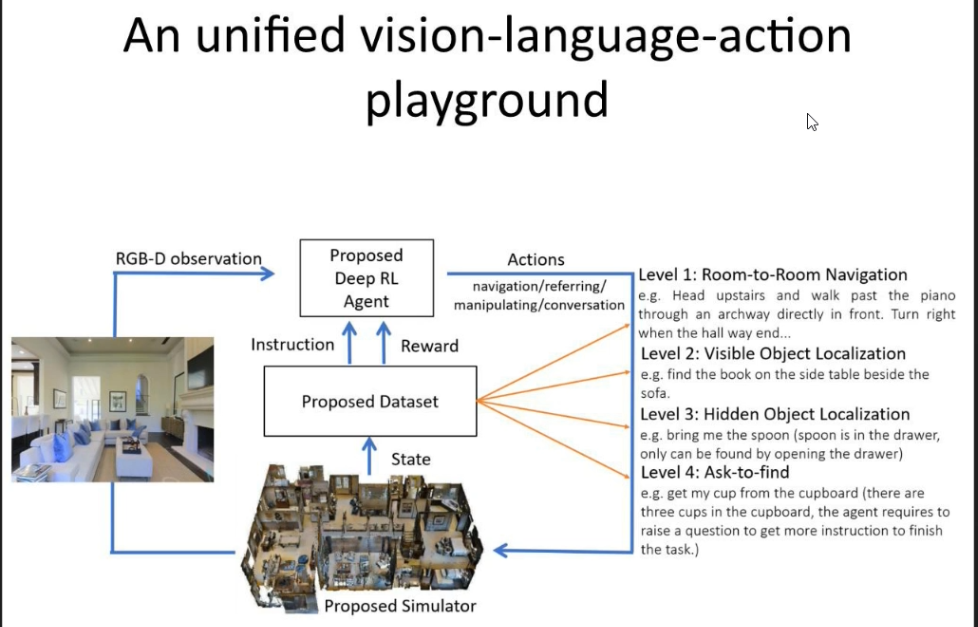 An unified vision-language-action
playground
RGB-D observation
Proposed
Deep RL
Agent
Actions
navigation/referring/
manipulating/conversation
Instruction
Reward
Proposed Dataset
State
Proposed Simulator
Level 1: Room-to-Room Navigation
e.g. Head upstairs and walk past the piano
through an archway directly in front. Turn right
when the hall way end...
Level 2: Visible Object Localization
e.g. find the book on the side table beside the
sofa.
Level 3: Hidden Object Localization
e.g. bring me the spoon (spoon is in the drawer,
only can be found by opening the drawer)
Level 4: Ask-to-find
e.g. get my cup from the cupboard (there are
three cups in the cupboard, the agent requires to
raise a question to get more instruction to finish
the task.)